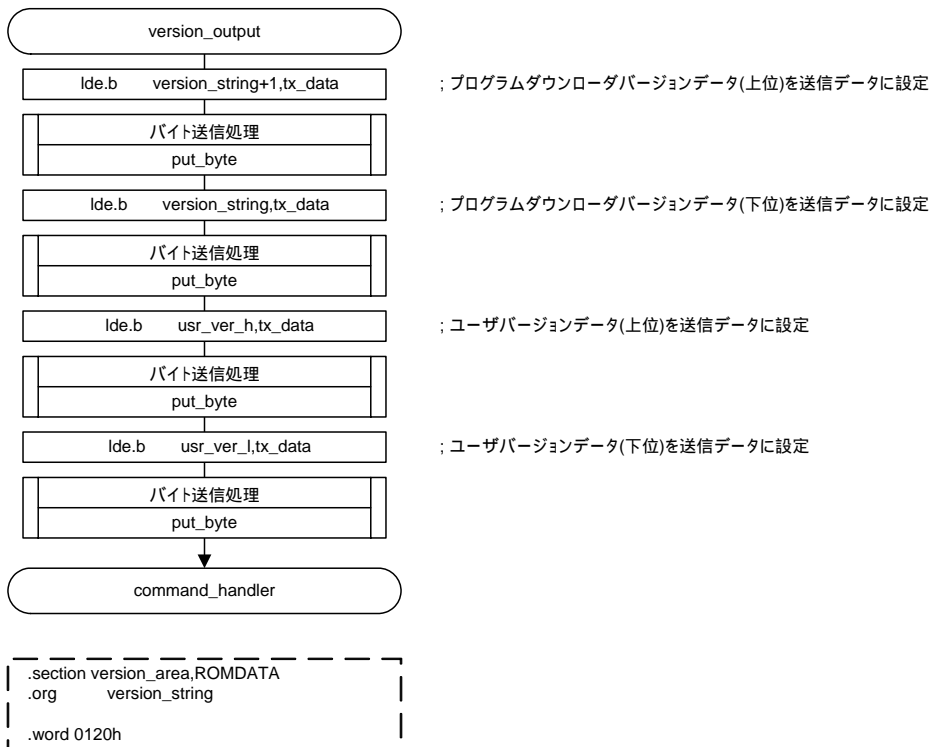 version_output
lde.b version_string+1,tx_data ; プログラムダウンローダバージョンデータ(上位)を送信データに設定
バイト送信処理
put_byte
lde.b version_string,tx_data ; プログラムダウンローダバージョンデータ(下位)を送信データに設定
バイト送信処理
put_byte
lde.b usr_ver_h,tx_data ; ユーザバージョンデータ(上位)を送信データに設定
バイト送信処理
put_byte
lde.b usr_ver_l,tx_data ; ユーザバージョンデータ(下位)を送信データに設定
バイト送信処理
put_byte
command_handler
.section version_area,ROMDATA
.org version_string
.word 0120h